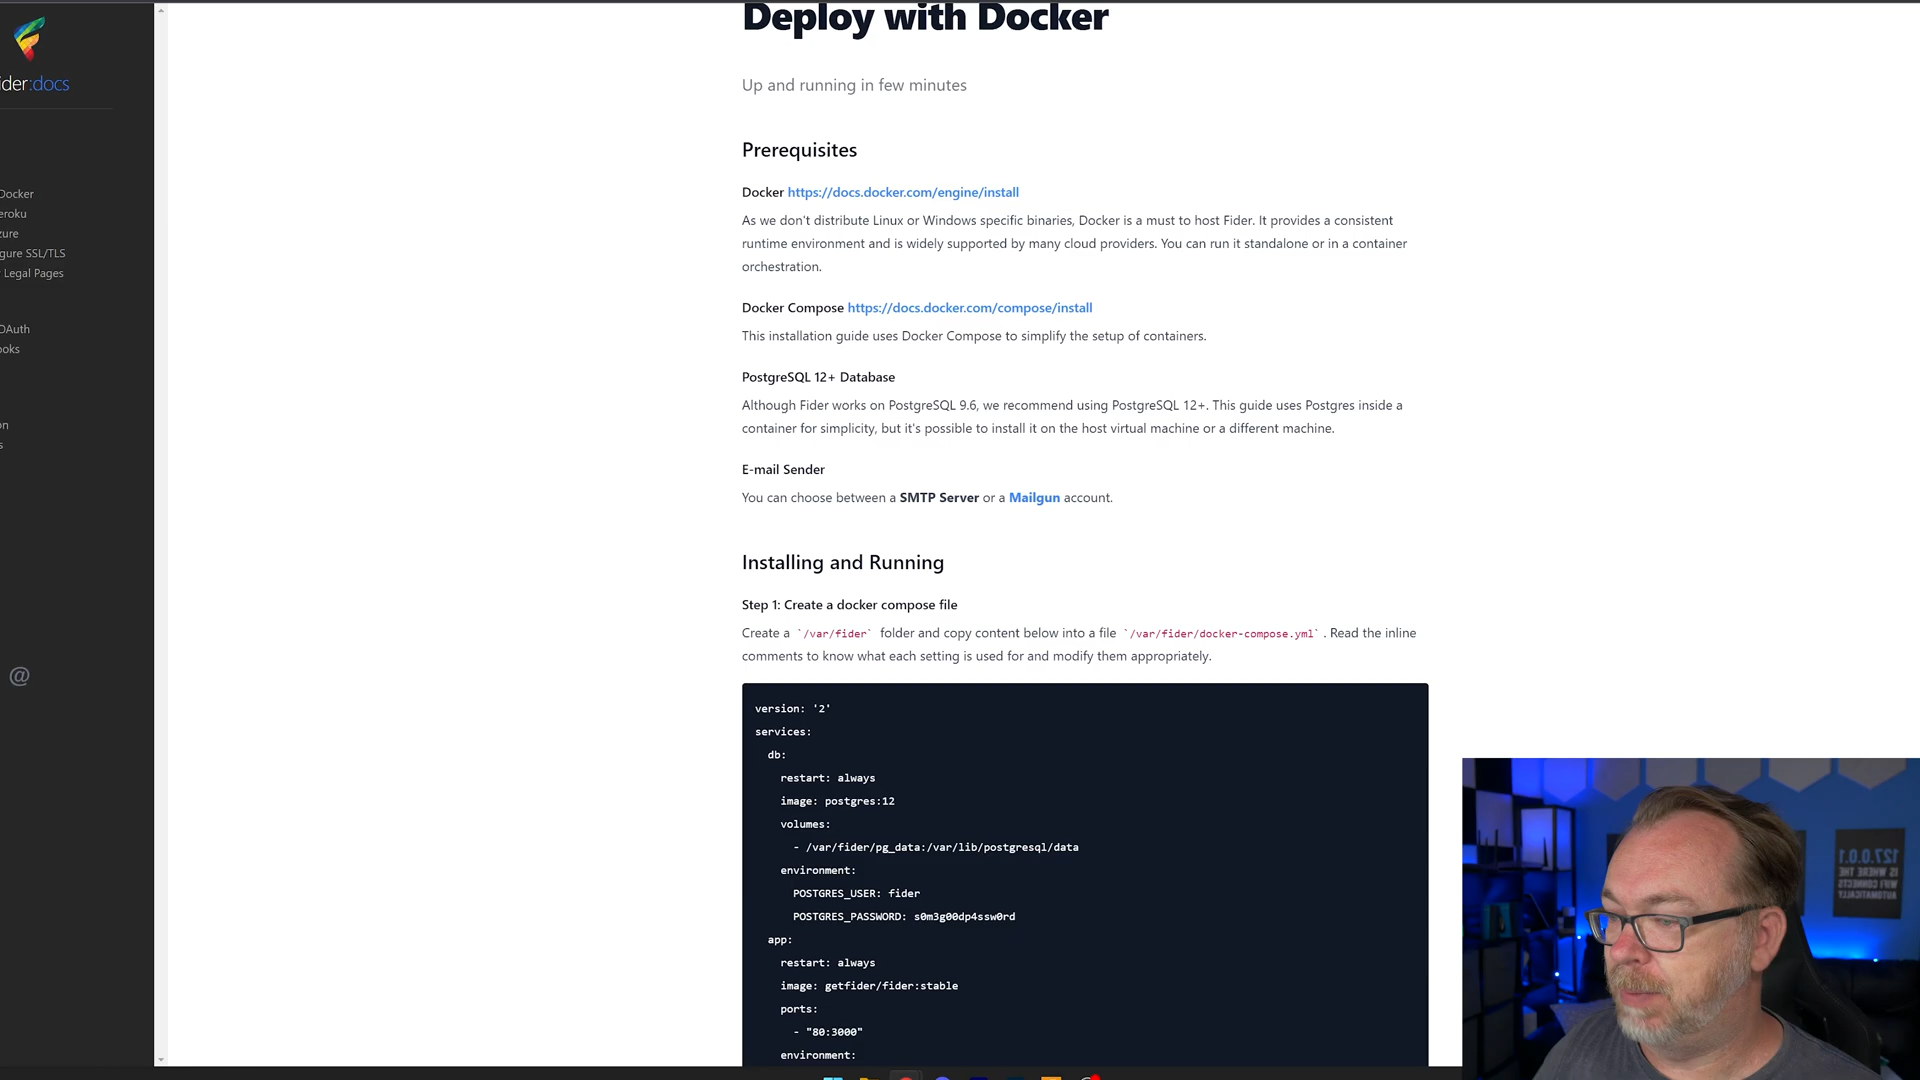 Deploy with Docker
ider:docs
Up and running in few minutes
Prerequisites
Docker https://docs.docker.com/engine/install
As we don't distribute Linux or Windows specific binaries, Docker is a must to host Fider. It provides a consistent
runtime environment and is widely supported by many cloud providers. You can run it standalone or in a container
orchestration.
Docker Compose https://docs.docker.com/compose/install
This installation guide uses Docker Compose to simplify the setup of containers.
PostgreSQL 12+ Database
Although Fider works on PostgreSQL 9.6, we recommend using PostgreSQL 12+. This guide uses Postgres inside a
container for simplicity, but it's possible to install it on the host virtual machine or a different machine.
E-mail Sender
You can choose between a SMTP Server or a Mailgun account.
Installing and Running
Step 1: Create a docker compose file
Create a `/var/fider` folder and copy content below into a file `/var/fider/docker-compose.yml` . Read the inline
comments to know what each setting is used for and modify them appropriately.
version: '2'
services:
db:
restart: always
image: postgres:12
volumes:
- /var/fider/pg_data:/var/lib/postgresql/data
environment:
POSTGRES_USER: fider
POSTGRES_PASSWORD: s0m3g00dp4ssw0rd
app:
restart: always
image: getfider/fider:stable
ports:
- "80:3000"
environment:
Docker
eroku
zure
gure SSL/TLS
Legal Pages
OAuth
ooks
on
s
@
127.0.0.1
IS WHERE THE
WIFI CONNECTS
AUTOMATICALLY